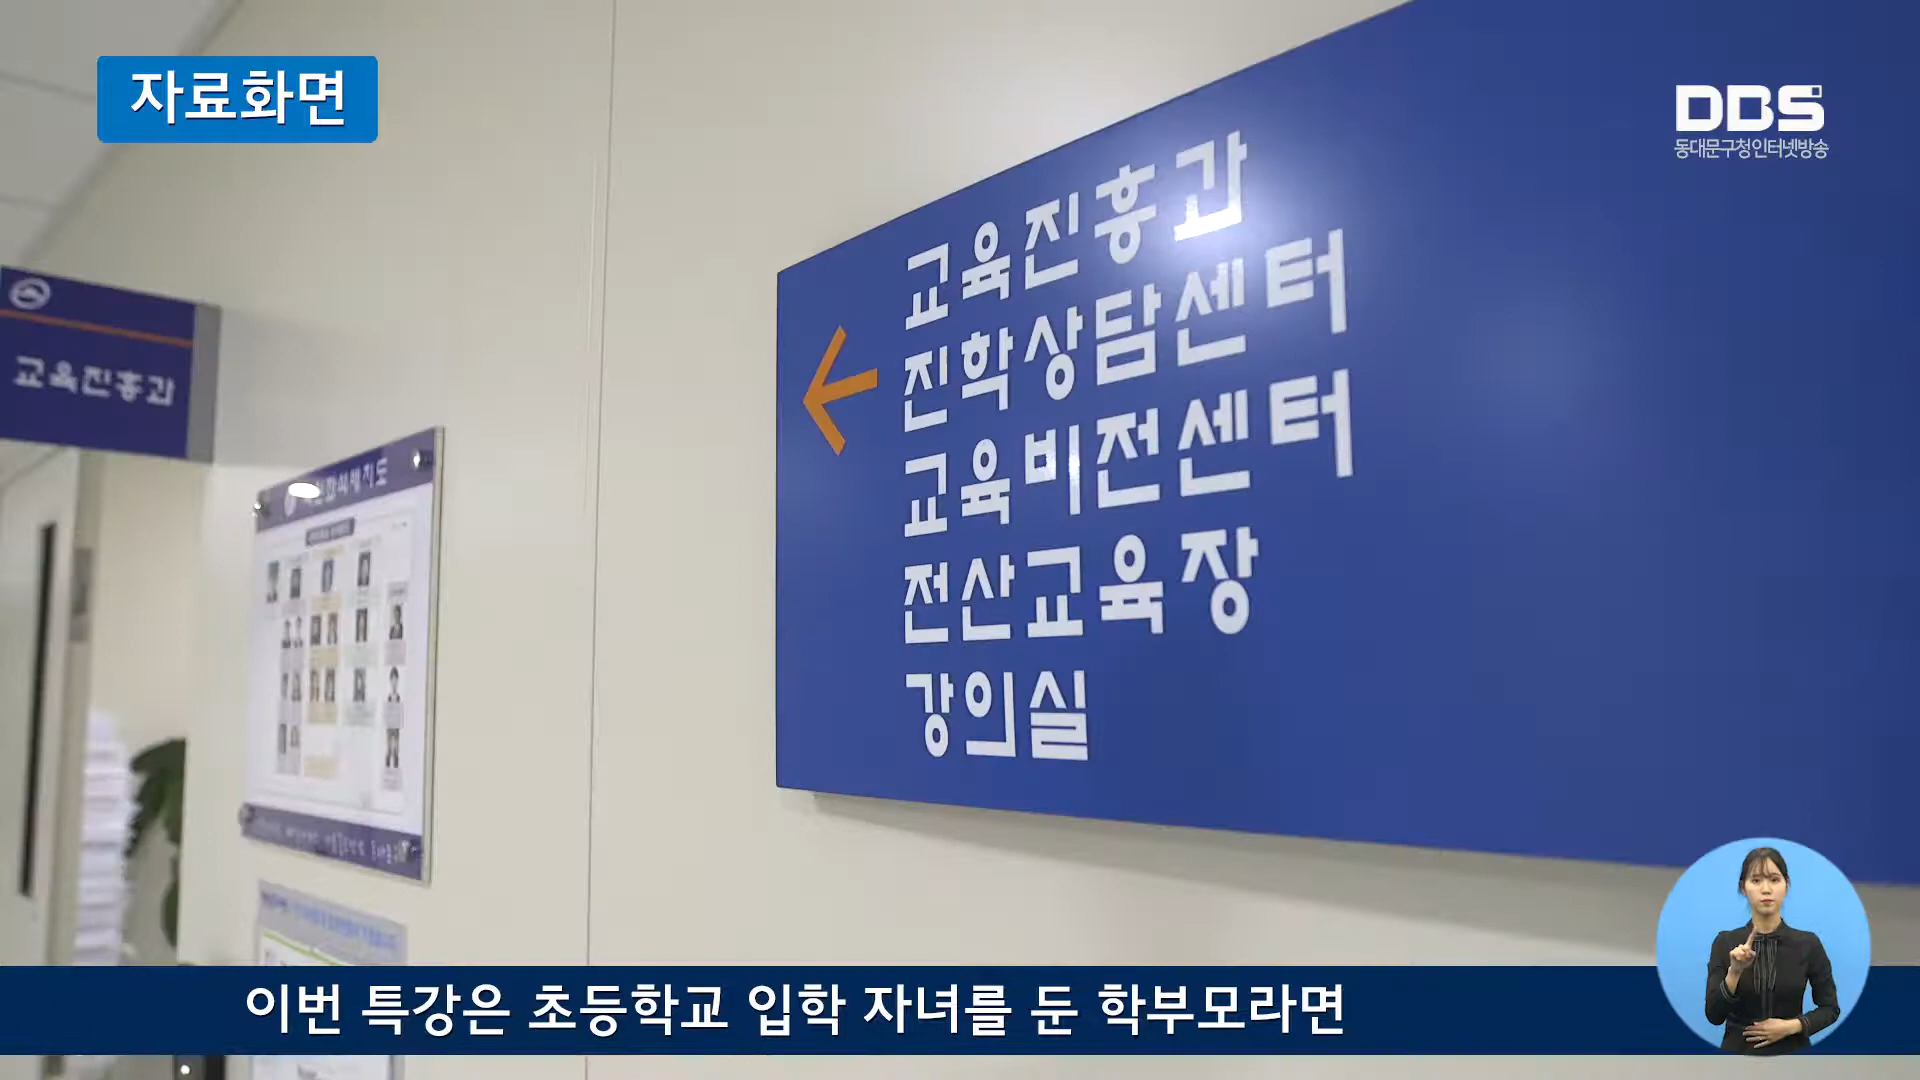 자료화면
DBS
동대문구청인터넷방송
교육진흥과
교육진흥과
진학상담센터
교육비전센터
전산교육장
강의실
이번 특강은 초등학교 입학 자녀를 둔 학부모라면